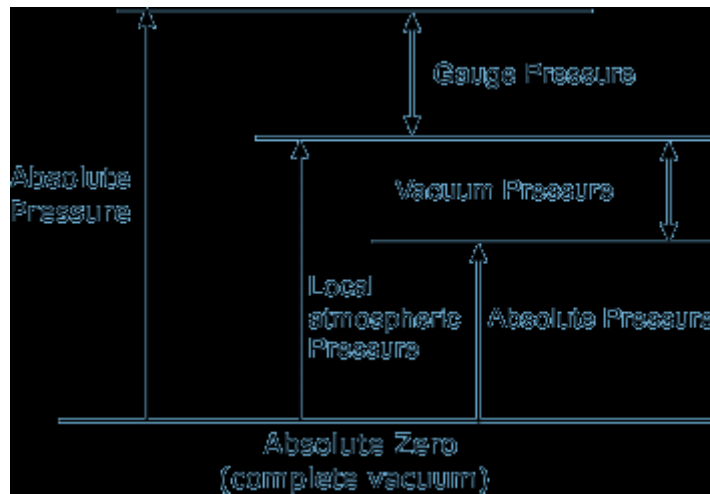 Gauge Pressure
Absolute
Pressure
Vacuum Pressure
Local
atmospheric
Pressure
Absolute Pressure
Absolute Zero
(complete vacuum)